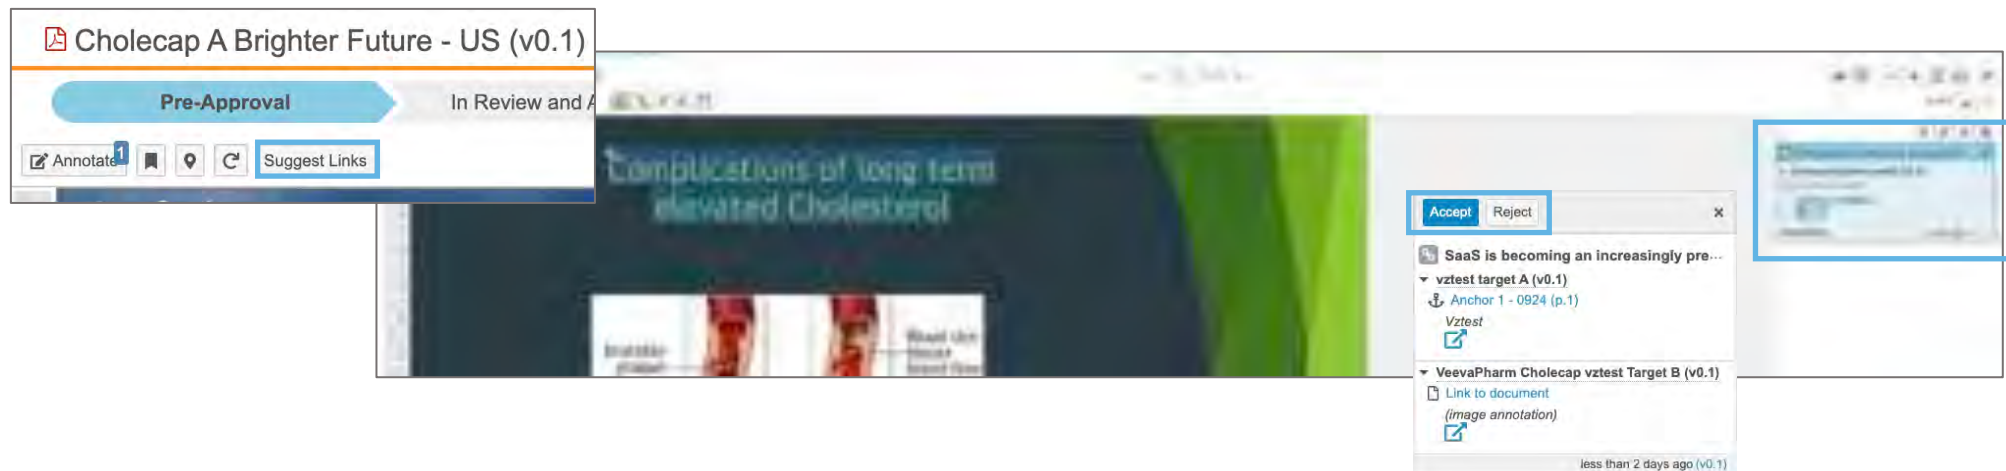 Cholecap A Brighter Future - US (v0.1)
Pre-Approval
In Review and A
Annotate
1
Suggest Links
Complications of long term
elevated Cholesterol
Accept
Reject
×
SaaS is becoming an increasingly pre...
vztest target A (v0.1)
Anchor 1 - 0924 (p.1)
Vztest
VeevaPharm Cholecap vztest Target B (v0.1)
Link to document
(image annotation)
less than 2 days ago (v0.1)